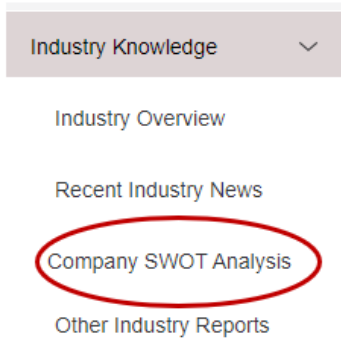 Industry Knowledge
Industry Overview
Recent Industry News
Company SWOT Analysis
Other Industry Reports